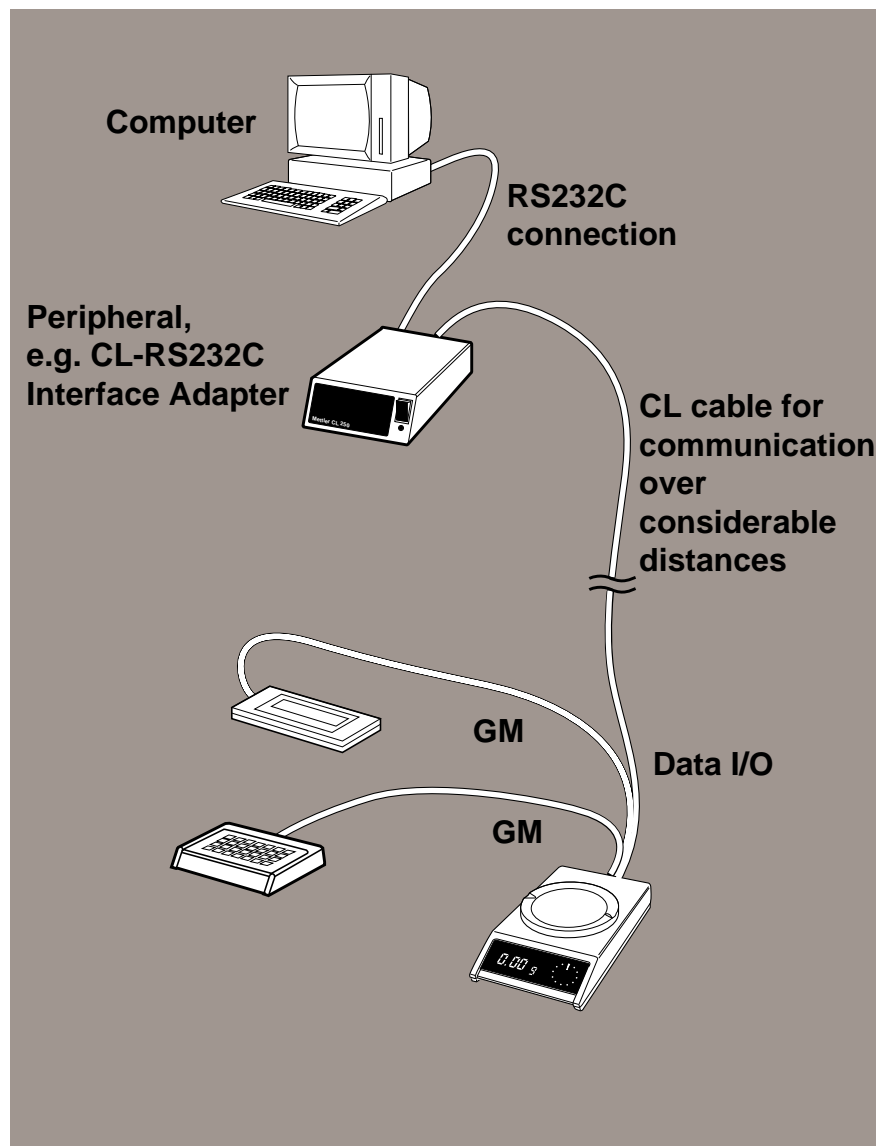 Computer
RS232C
connection
Peripheral,
e.g. CL-RS232C
Interface Adapter
Mettler CL 250
CL cable for
communication
over
considerable
distances
GM
Data I/O
GM
0.00 g